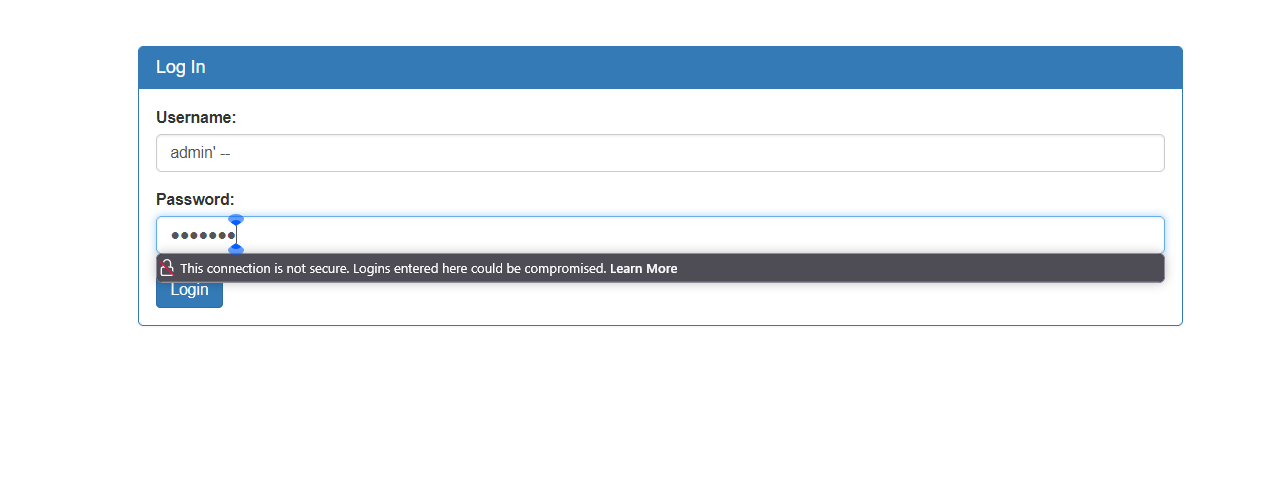 Log In
Username:
admin' --
Password:
•••••••
This connection is not secure. Logins entered here could be compromised. Learn More
Login